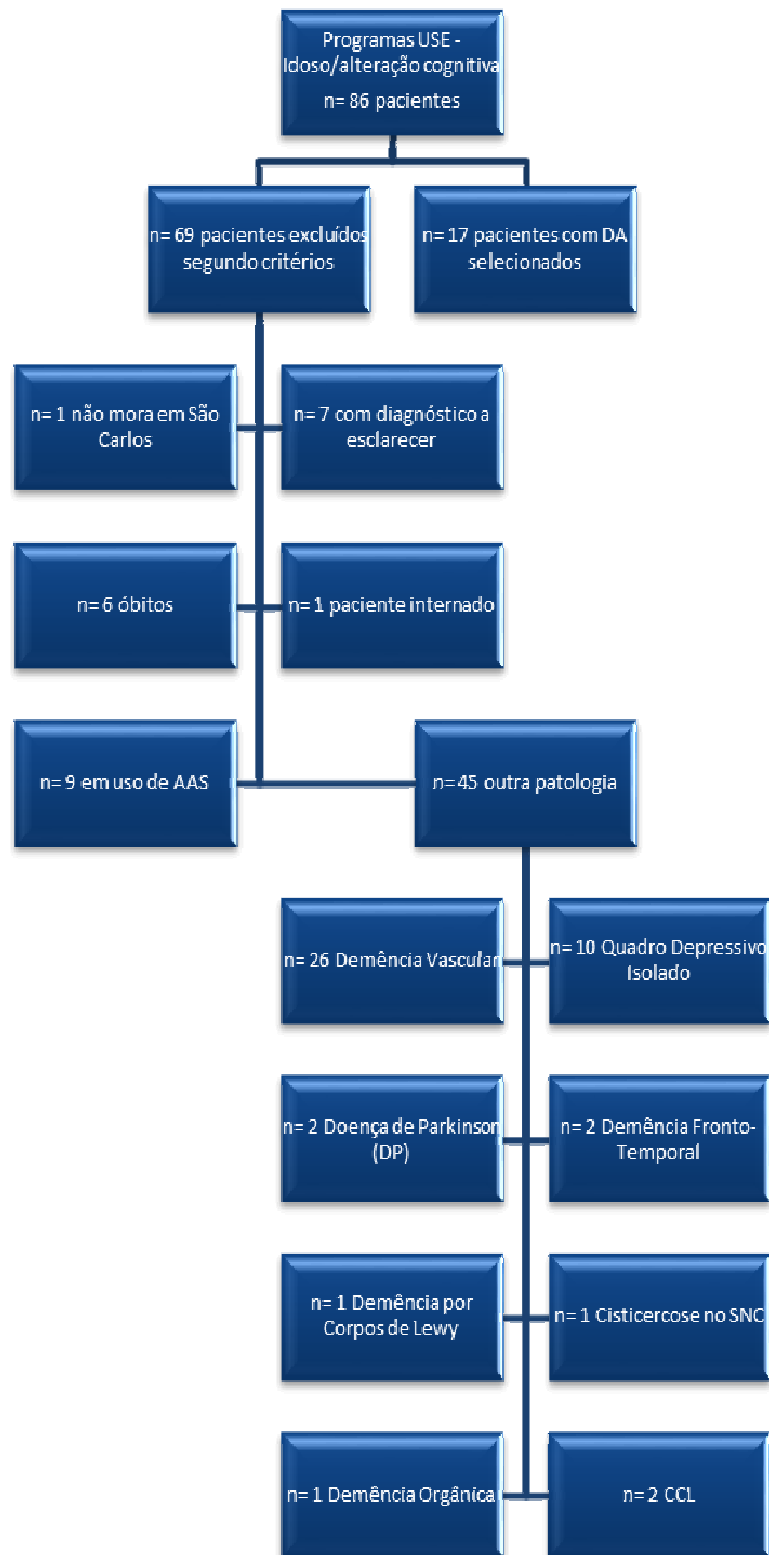 Programas USE -
Idoso/alteração cognitiva
n= 86 pacientes
n= 69 pacientes excluídos
segundo critérios
n= 17 pacientes com DA
selecionados
n= 1 não mora em São
Carlos
n= 7 com diagnóstico a
esclarecer
n= 6 óbitos
n= 1 paciente internado
n= 9 em uso de AAS
n=45 outra patologia
n= 26 Demência Vascular
n= 10 Quadro Depressivo
Isolado
n= 2 Doença de Parkinson
(DP)
n= 2 Demência Fronto-
Temporal
n= 1 Demência por
Corpos de Lewy
n= 1 Cisticercose no SNC
n= 1 Demência Orgânica
n= 2 CCL